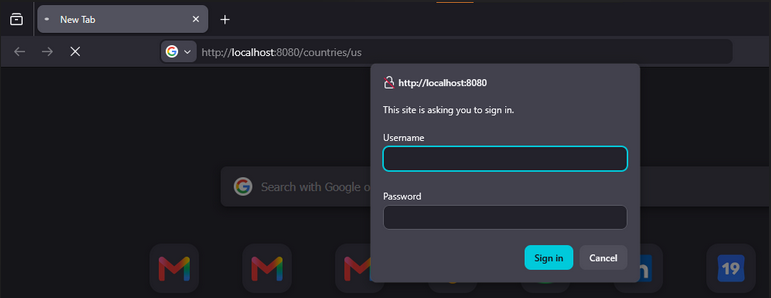 New Tab
http://localhost:8080/countries/us
http://localhost:8080
This site is asking you to sign in.
Username
Search with Google o
Password
Sign in Cancel
in
19